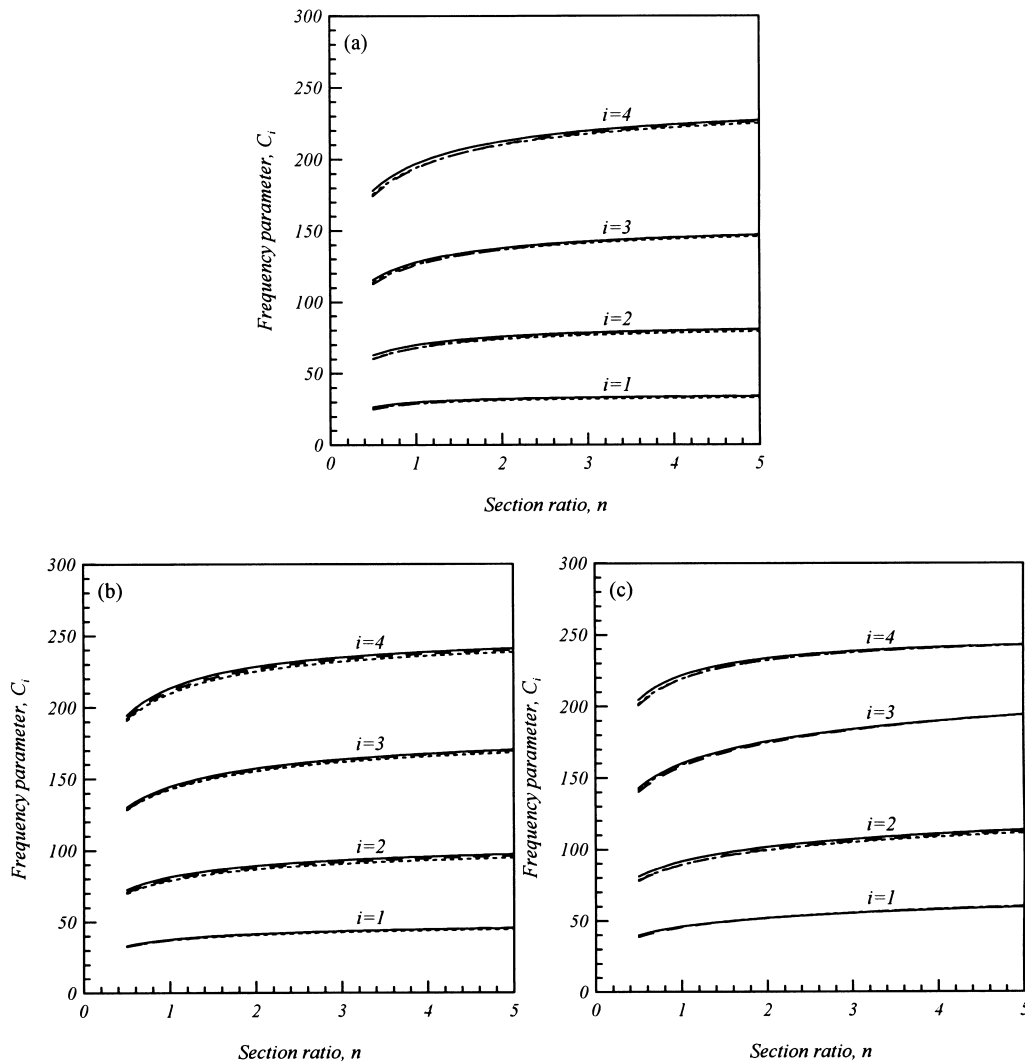 (a)
300
250
200
150
100
50
0
Frequency parameter, C_i
i=4
i=3
i=2
i=1
0 1 2 3 4 5
Section ratio, n
(b)
300
250
200
150
100
50
0
Frequency parameter, C_i
i=4
i=3
i=2
i=1
0 1 2 3 4 5
Section ratio, n
(c)
300
250
200
150
100
50
0
Frequency parameter, C_i
i=4
i=3
i=2
i=1
0 1 2 3 4 5
Section ratio, n